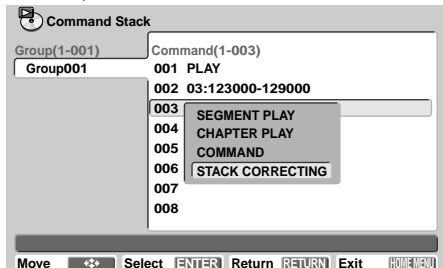 Command Stack
Group(1-001)
Command(1-003)
Group001
001 PLAY
002 03:123000-129000
003
SEGMENT PLAY
004
CHAPTER PLAY
005
COMMAND
006
STACK CORRECTING
007
008
Move Select ENTER Return RETURN Exit HOME MENU